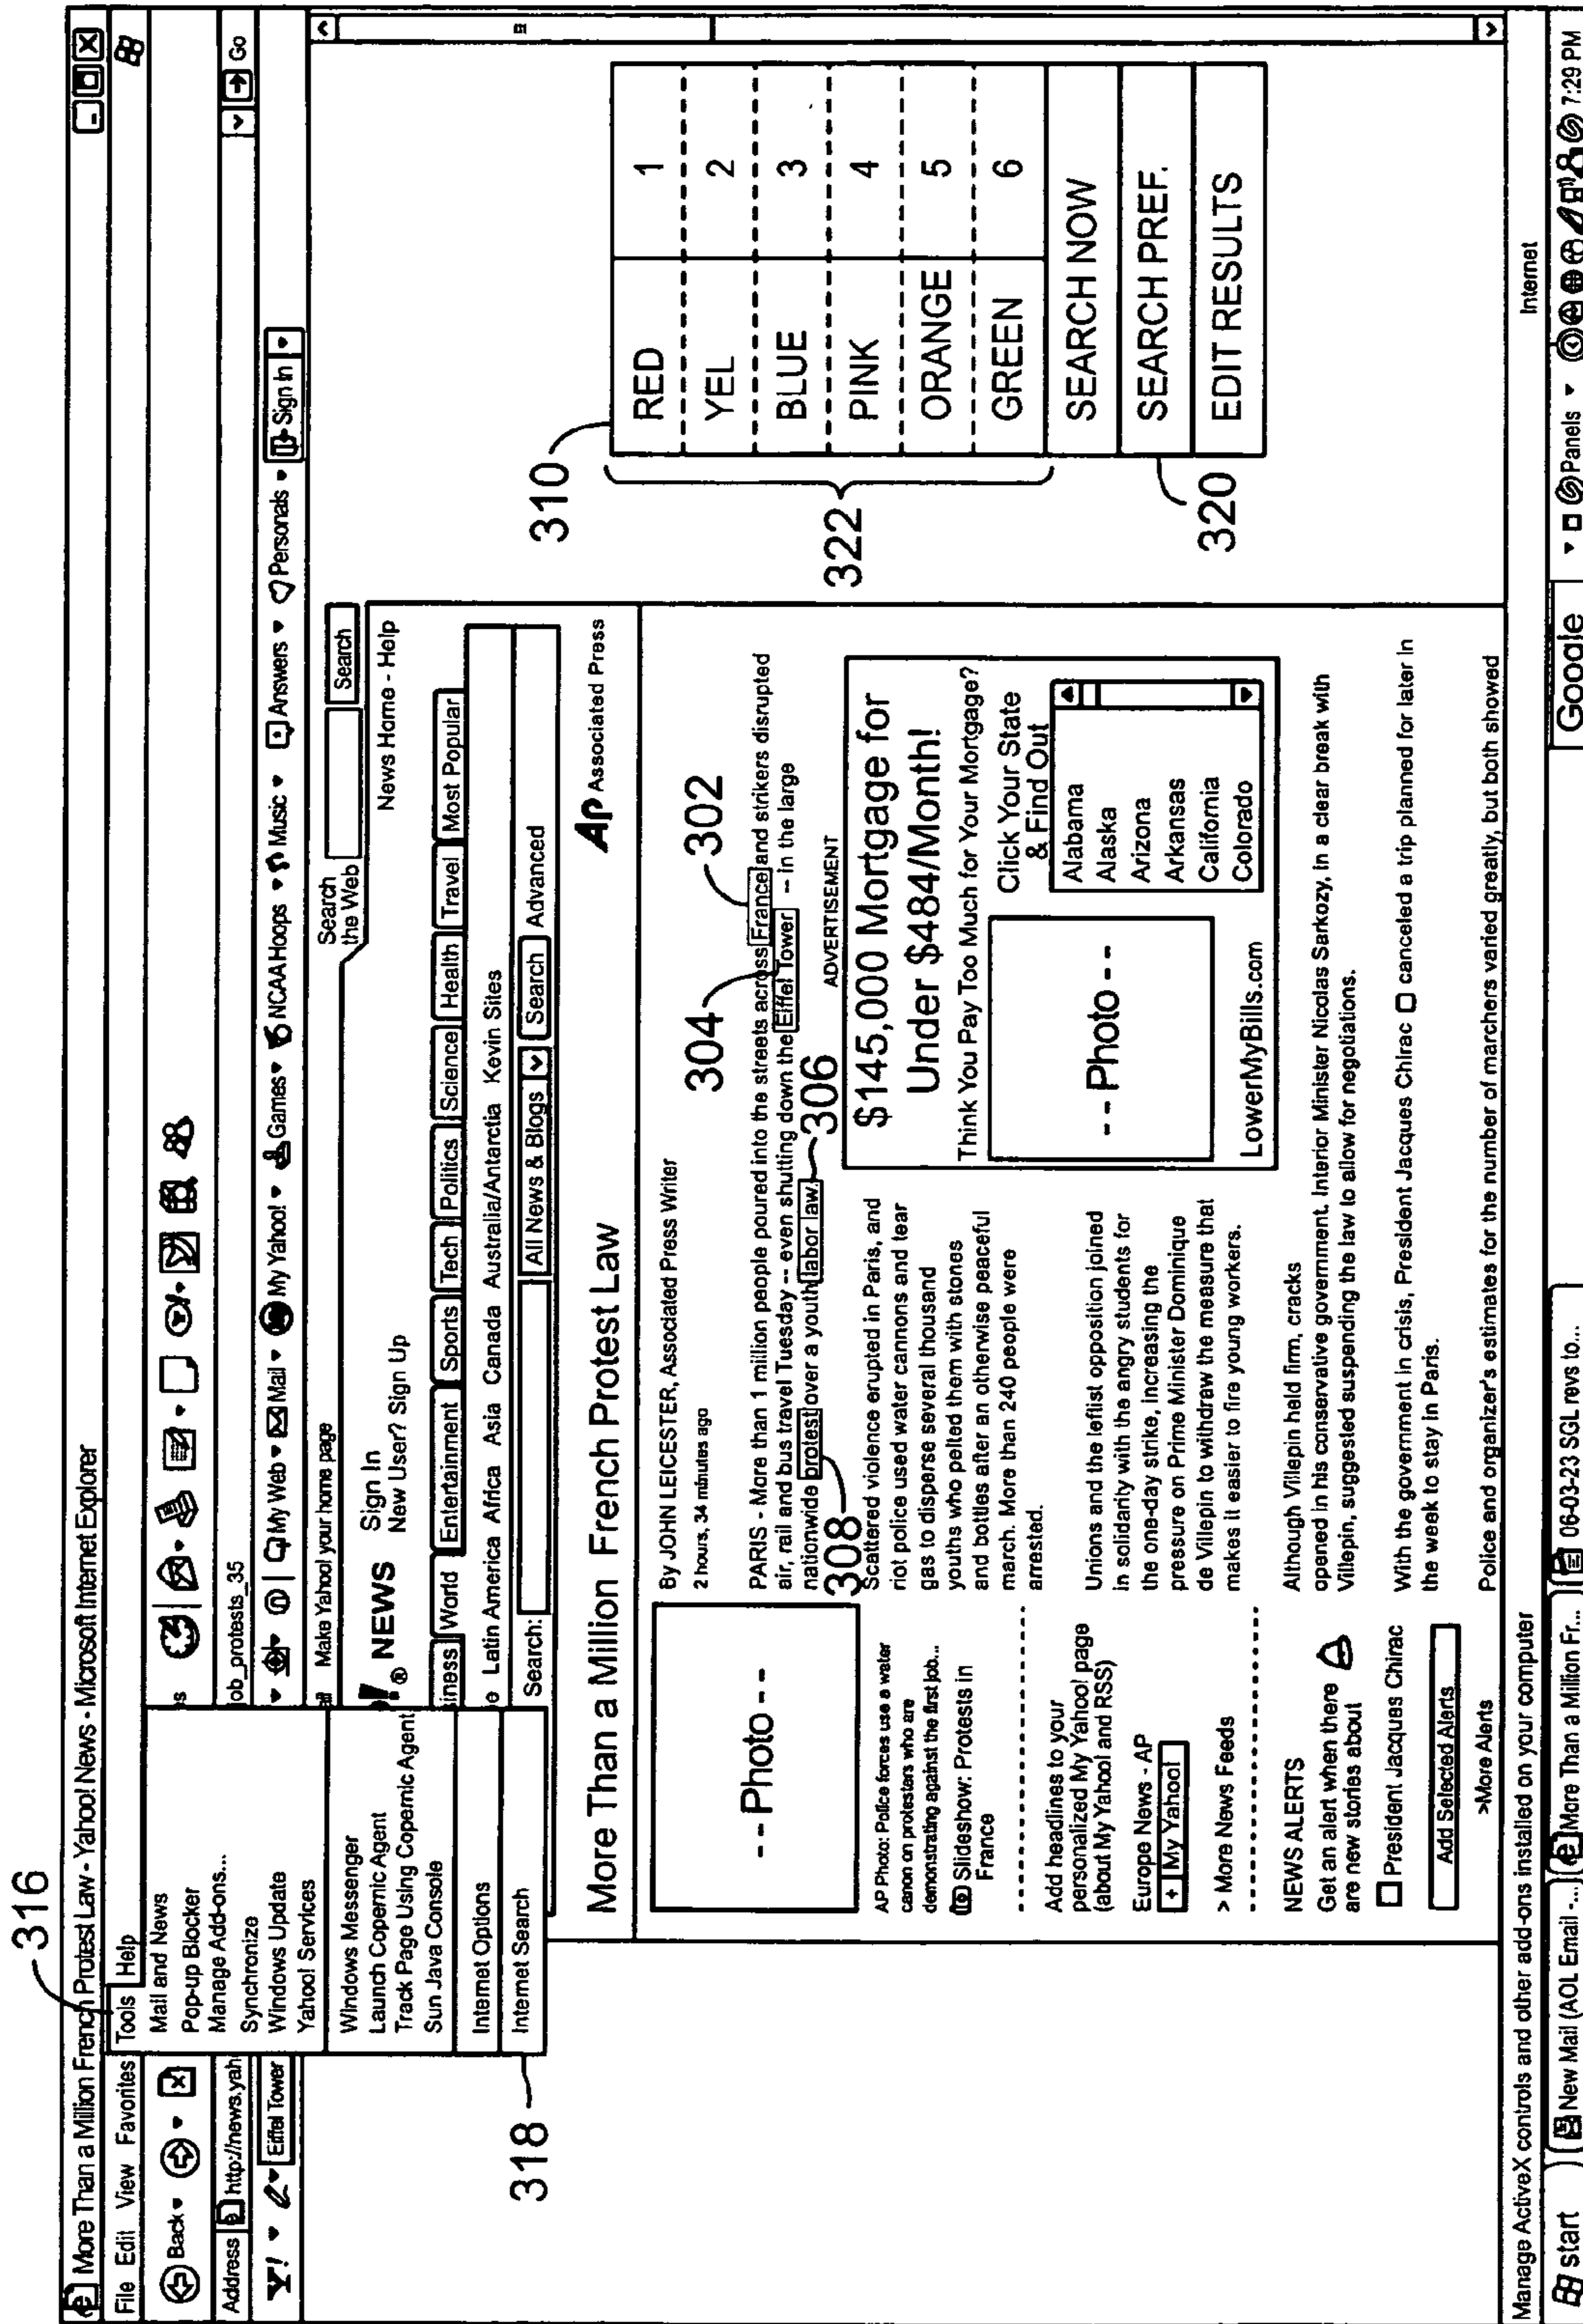 316
More Than a Million French Protest Law - Yahoo! News - Microsoft Internet Explorer
File Edit View Favorites Tools Help
Back
Address http://news.yah
job_protests_35
Go
Y! Eiffel Tower
My Web Mail My Yahoo! Games NCAA Hoops Music Answers Personals Sign In
Mail and News
Pop-up Blocker
Manage Add-ons...
Synchronize
Windows Update
Yahoo! Services
Windows Messenger
Launch Copernic Agent
Track Page Using Copernic Agent
Sun Java Console
Internet Options
Internet Search
318
Make Yahoo! your home page
! ® NEWS
Sign In
New User? Sign Up
Search
the Web
Search
News Home - Help
iness World Entertainment Sports Tech Politics Science Health Travel Most Popular
e Latin America Africa Asia Canada Australia/Antarctia Kevin Sites
Search: All News & Blogs Search Advanced
More Than a Million French Protest Law
AP Associated Press
-- Photo --
AP Photo: Police forces use a water
canon on protesters who are
demonstrating against the first job...
Slideshow: Protests in
France
Add headlines to your
personalized My Yahoo! page
(about My Yahoo! and RSS)
Europe News - AP
+ My Yahoo!
> More News Feeds
NEWS ALERTS
Get an alert when there
are new stories about
President Jacques Chirac
Add Selected Alerts
>More Alerts
By JOHN LEICESTER, Associated Press Writer
2 hours, 34 minutes ago
304
302
PARIS - More than 1 million people poured into the streets across France and strikers disrupted
air, rail and bus travel Tuesday -- even shutting down the Eiffel Tower -- in the large
nationwide protest over a youth labor law.
306
308
Scattered violence erupted in Paris, and
riot police used water cannons and tear
gas to disperse several thousand
youths who pelted them with stones
and bottles after an otherwise peaceful
march. More than 240 people were
arrested.
Unions and the leftist opposition joined
in solidarity with the angry students for
the one-day strike, increasing the
pressure on Prime Minister Dominique
de Villepin to withdraw the measure that
makes it easier to fire young workers.
ADVERTISEMENT
$145,000 Mortgage for
Under $484/Month!
Think You Pay Too Much for Your Mortgage?
-- Photo --
Click Your State
& Find Out
Alabama
Alaska
Arizona
Arkansas
California
Colorado
LowerMyBills.com
Although Villepin held firm, cracks
opened in his conservative government. Interior Minister Nicolas Sarkozy, in a clear break with
Villepin, suggested suspending the law to allow for negotiations.
With the government in crisis, President Jacques Chirac canceled a trip planned for later in
the week to stay in Paris.
Police and organizer's estimates for the number of marchers varied greatly, but both showed
310
322
RED 1
YEL 2
BLUE 3
PINK 4
ORANGE 5
GREEN 6
SEARCH NOW
SEARCH PREF.
EDIT RESULTS
320
Manage ActiveX controls and other add-ons installed on your computer
Internet
start New Mail (AOL Email -... More Than a Million Fr... 06-03-23 SGL revs to... Google Panels 7:29 PM